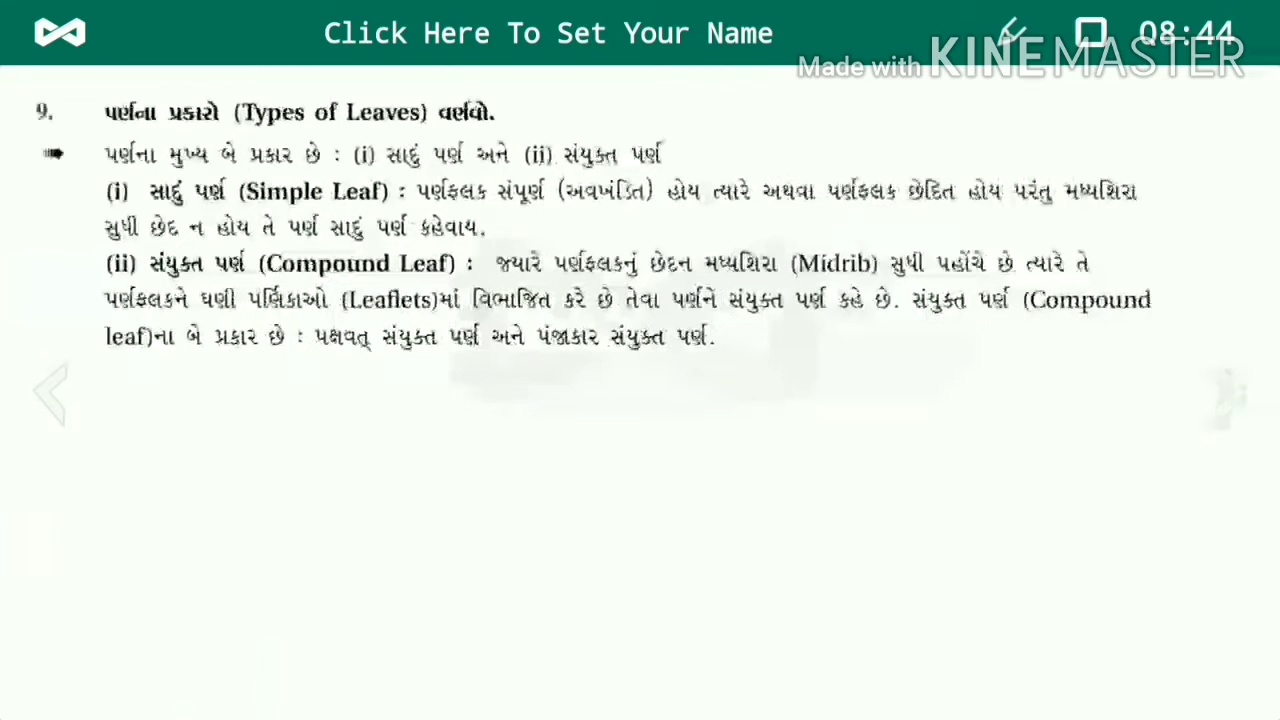 Click Here To Set Your Name
08:44
Made with KINEMASTER
9. પર્ણના પ્રકારો (Types of Leaves) વર્ણવો.
➠ પર્ણના મુખ્ય બે પ્રકાર છે : (i) સાદું પર્ણ અને (ii) સંયુક્ત પર્ણ
(i) સાદું પર્ણ (Simple Leaf) : પર્ણફલક સંપૂર્ણ (અવખંડિત) હોય ત્યારે અથવા પર્ણફલક છેદિત હોય પરંતુ મધ્યશિરા
સુધી છેદ ન હોય તે પર્ણ સાદું પર્ણ કહેવાય.
(ii) સંયુક્ત પર્ણ (Compound Leaf) : જ્યારે પર્ણફલકનું છેદન મધ્યશિરા (Midrib) સુધી પહોંચે છે ત્યારે તે
પર્ણફલકને ઘણી પર્ણિકાઓ (Leaflets)માં વિભાજિત કરે છે તેવા પર્ણને સંયુક્ત પર્ણ કહે છે. સંયુક્ત પર્ણ (Compound
leaf)ના બે પ્રકાર છે : પક્ષવત્ સંયુક્ત પર્ણ અને પંજાકાર સંયુક્ત પર્ણ.